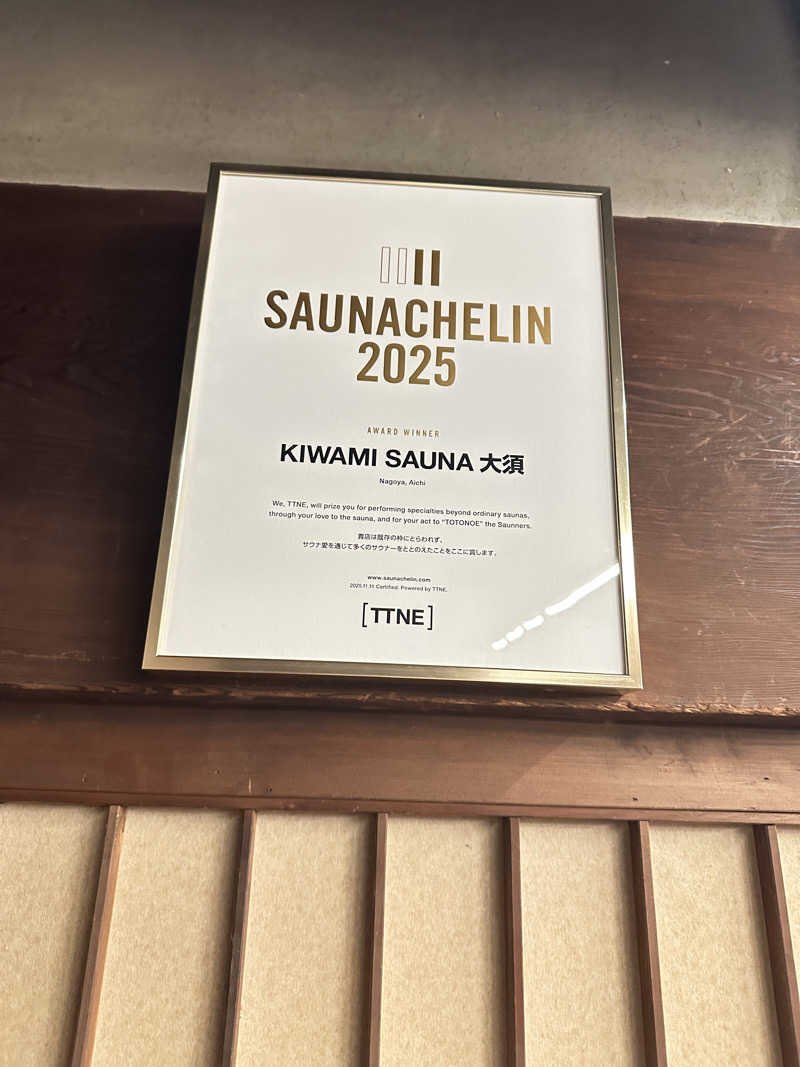 SAUNACHELIN
2025
AWARD WINNER
KIWAMI SAUNA 大須
Nagoya, Aichi
We, TTNE, will prize you for performing specialties beyond ordinary saunas,
through your love to the sauna, and for your act to "TOTONOE" the Saunners.
貴店は既存の枠にとらわれず、
サウナ愛を通じて多くのサウナーをととのえたことをここに賞します。
www.saunachelin.com
2025.11.11 Certified. Powered by TTNE.
[TTNE]